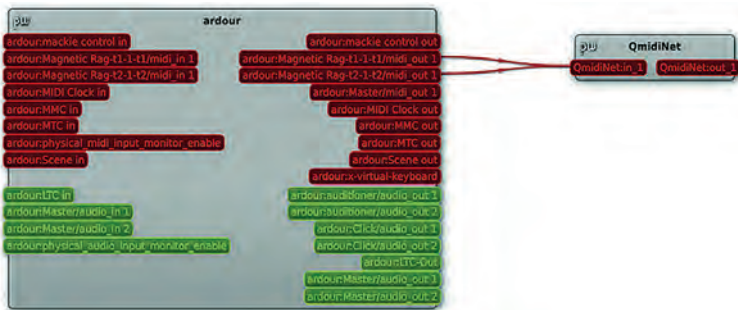 pw ardour
ardour:mackie control in
ardour:Magnetic Rag-t1-1-t1/midi_in 1
ardour:Magnetic Rag-t2-1-t2/midi_in 1
ardour:MIDI Clock in
ardour:MMC in
ardour:MTC in
ardour:physical_midi_input_monitor_enable
ardour:Scene in
ardour:LTC in
ardour:Master/audio_in 1
ardour:Master/audio_in 2
ardour:physical_audio_input_monitor_enable
ardour:mackie control out
ardour:Magnetic Rag-t1-1-t1/midi_out 1
ardour:Magnetic Rag-t2-1-t2/midi_out 1
ardour:Master/midi_out 1
ardour:MIDI Clock out
ardour:MMC out
ardour:MTC out
ardour:Scene out
ardour:x-virtual-keyboard
ardour:auditioner/audio_out 1
ardour:auditioner/audio_out 2
ardour:Click/audio_out 1
ardour:Click/audio_out 2
ardour:LTC-Out
ardour:Master/audio_out 1
ardour:Master/audio_out 2
pw QmidiNet
QmidiNet:in_1 QmidiNet:out_1